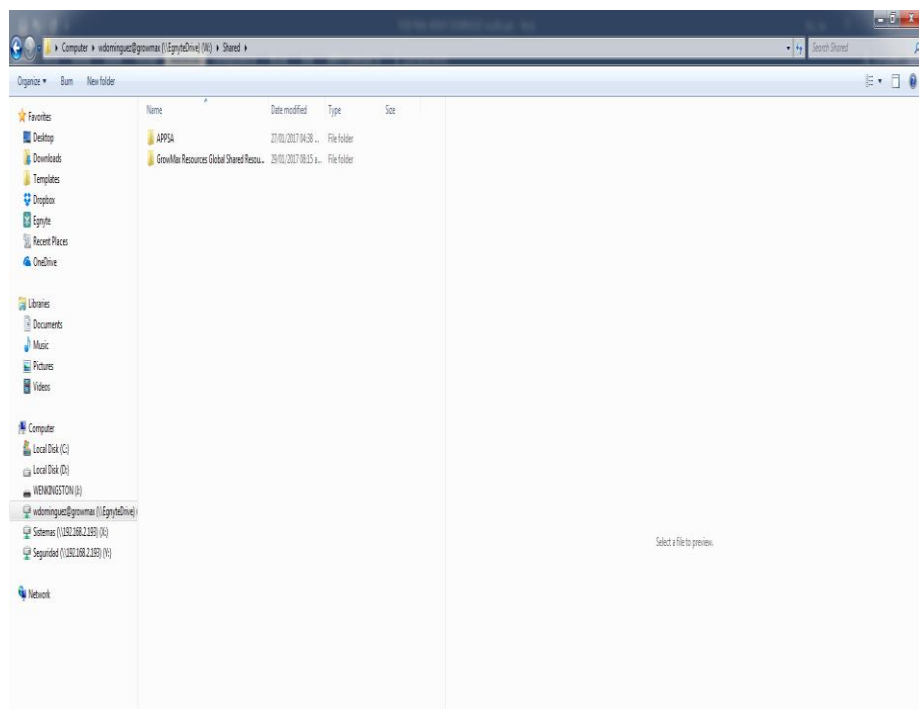 Computer ▸ wdominguez@growmax (\\EgnyteDrive) (W:) ▸ Shared ▸
Search Shared
Organize Burn New folder
Favorites
Desktop
Downloads
Templates
Dropbox
Egnyte
Recent Places
OneDrive
Libraries
Documents
Music
Pictures
Videos
Computer
Local Disk (C:)
Local Disk (D:)
WENKINGSTON (I:)
wdominguez@growmax (\\EgnyteDrive)
Sistemas (\\192.168.2.193) (X:)
Seguridad (\\192.168.2.193) (Y:)
Network
Name Date modified Type Size
APPSA 27/01/2017 04:38 ... File folder
GrowMax Resources Global Shared Resou... 29/01/2017 08:15 a... File folder
Select a file to preview.